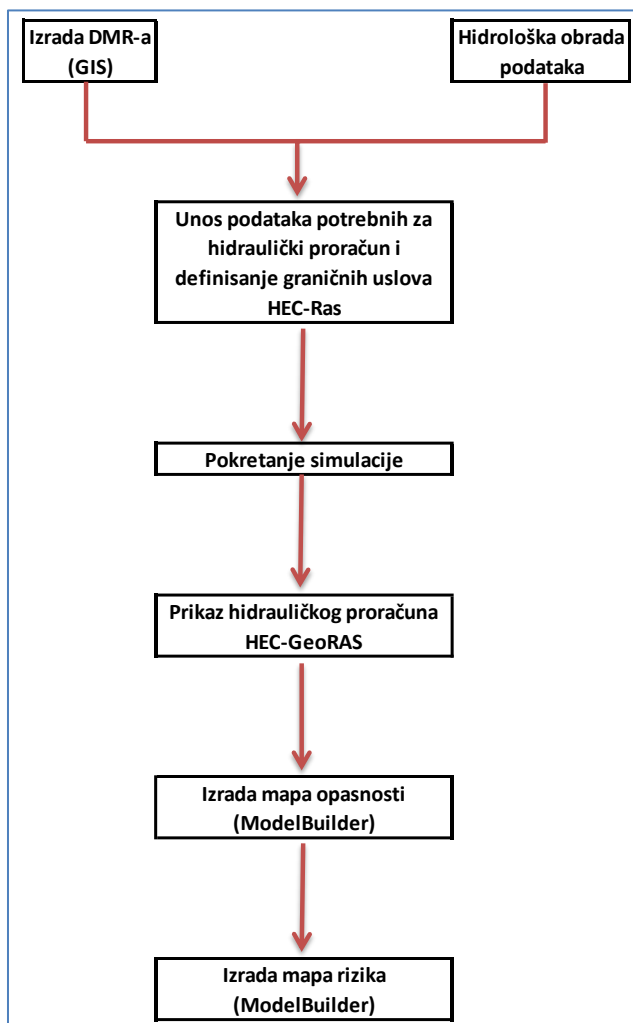 Izrada DMR-a
(GIS)
Hidrološka obrada
podataka
Unos podataka potrebnih za
hidraulički proračun i
definisanje graničnih uslova
HEC-Ras
Pokretanje simulacije
Prikaz hidrauličkog proračuna
HEC-GeoRAS
Izrada mapa opasnosti
(ModelBuilder)
Izrada mapa rizika
(ModelBuilder)